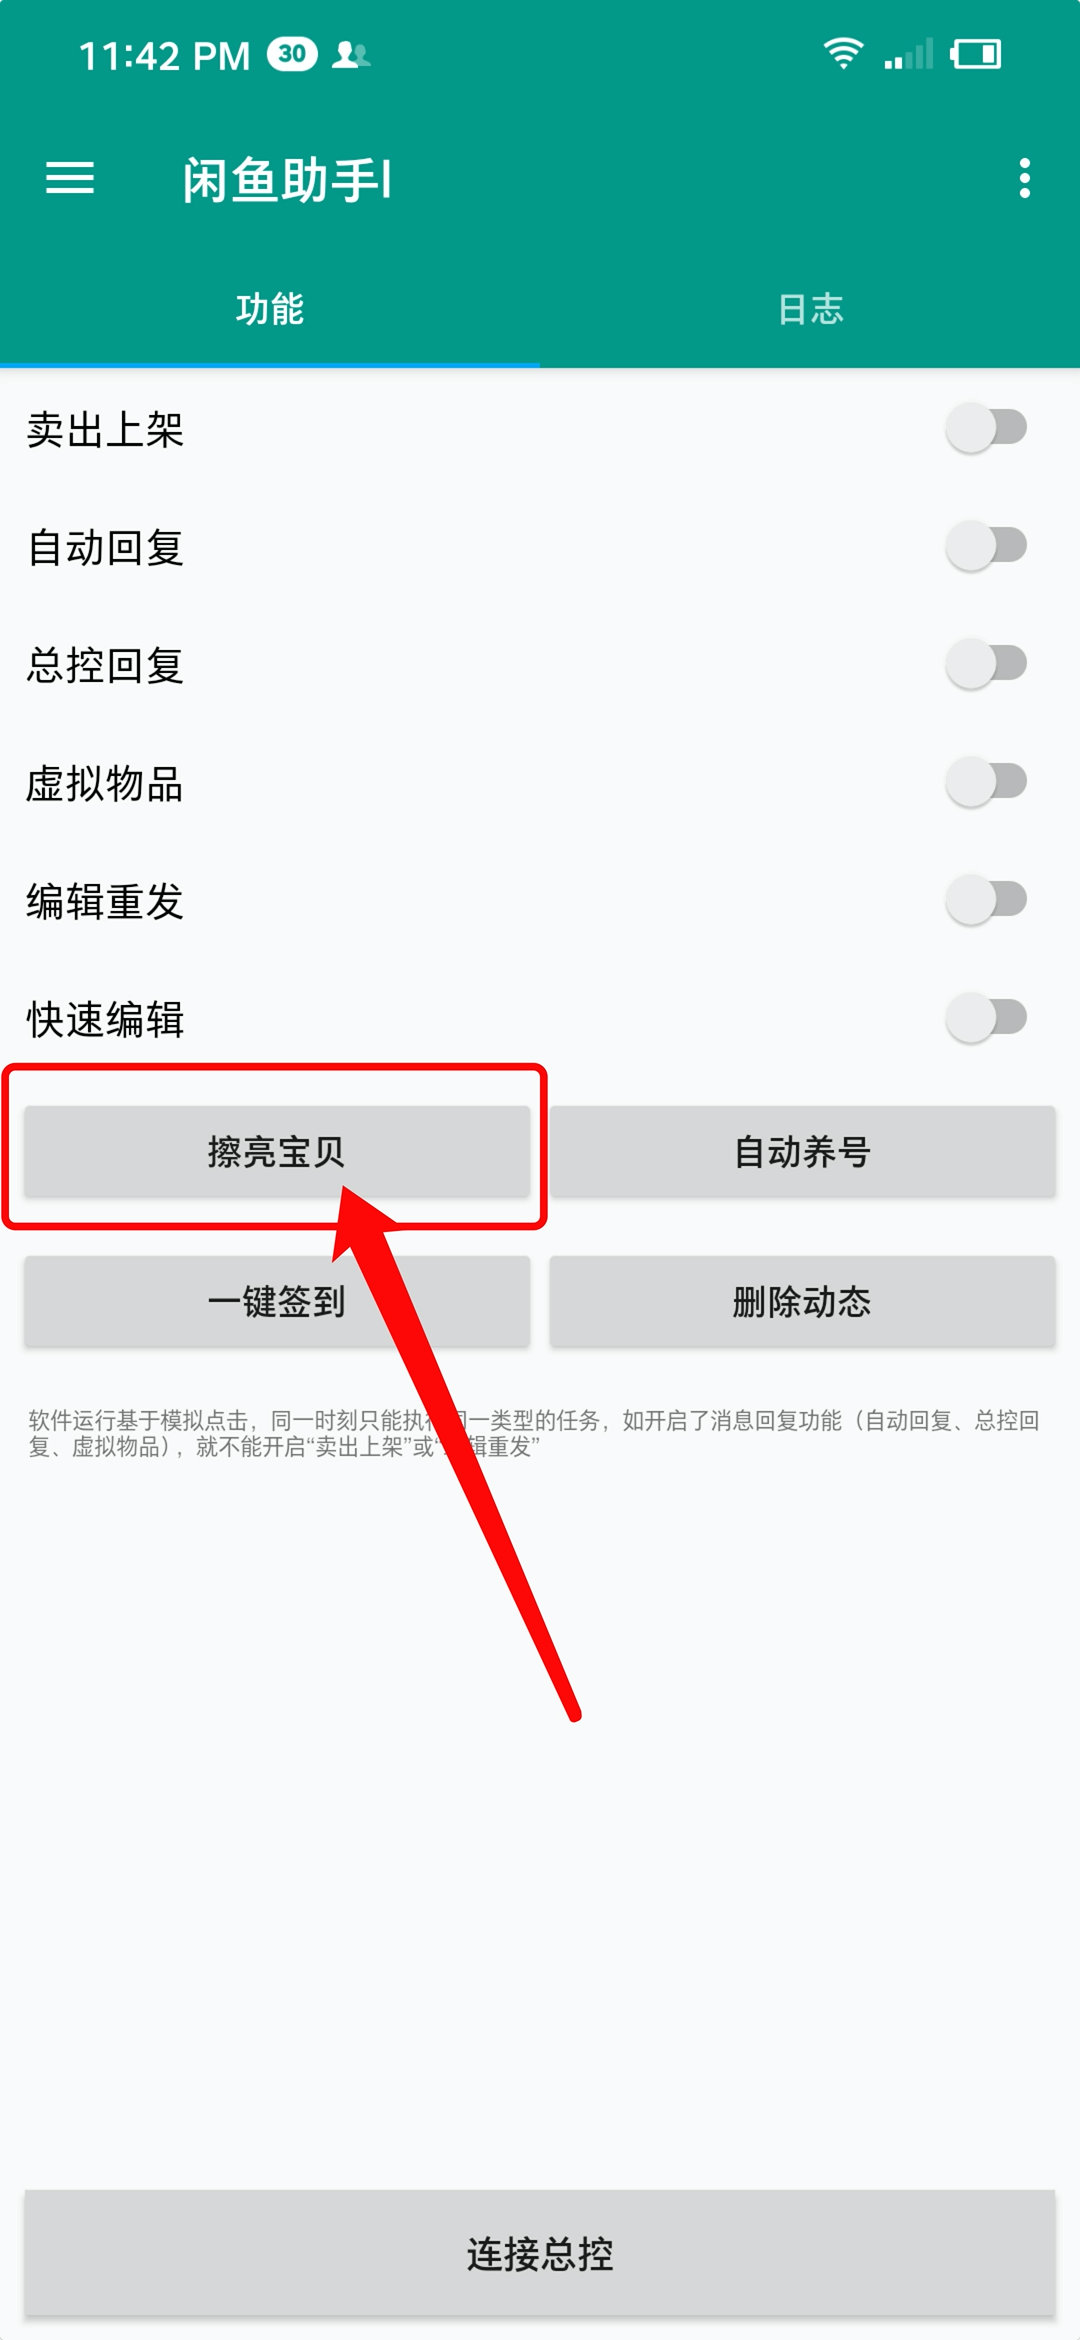 11:42 PM 30
闲鱼助手l
功能
日志
卖出上架
自动回复
总控回复
虚拟物品
编辑重发
快速编辑
擦亮宝贝
自动养号
一键签到
删除动态
软件运行基于模拟点击，同一时刻只能执行同一类型的任务，如开启了消息回复功能（自动回复、总控回
复、虚拟物品），就不能开启“卖出上架”或“编辑重发”
连接总控